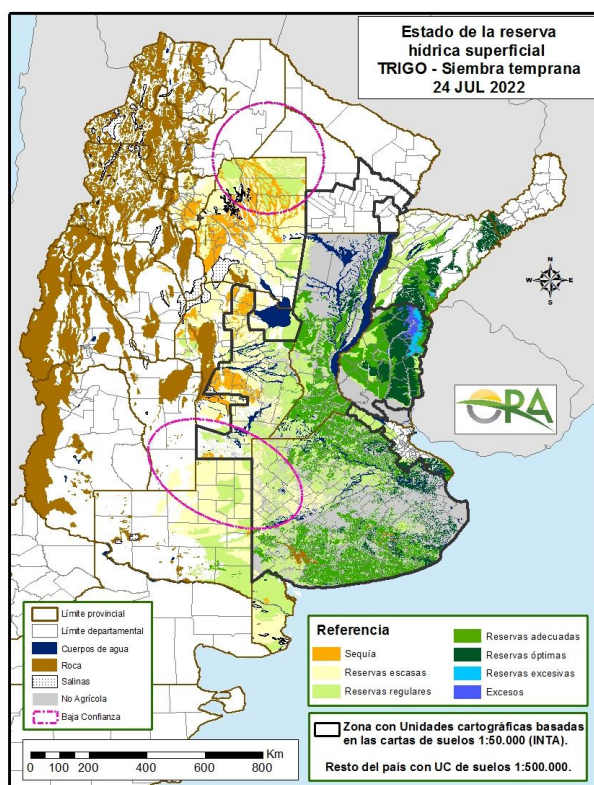 Estado de la reserva
hídrica superficial
TRIGO - Siembra temprana
24 JUL 2022
N
W
E
S
ORA
Límite provincial
Límite departamental
Cuerpos de agua
Roca
Salinas
No Agrícola
Baja Confianza
Referencia
Sequía
Reservas escasas
Reservas regulares
Reservas adecuadas
Reservas óptimas
Reservas excesivas
Excesos
Km
0 100 200 400 600 800
Zona con Unidades cartográficas basadas
en las cartas de suelos 1:50.000 (INTA).
Resto del país con UC de suelos 1:500.000.